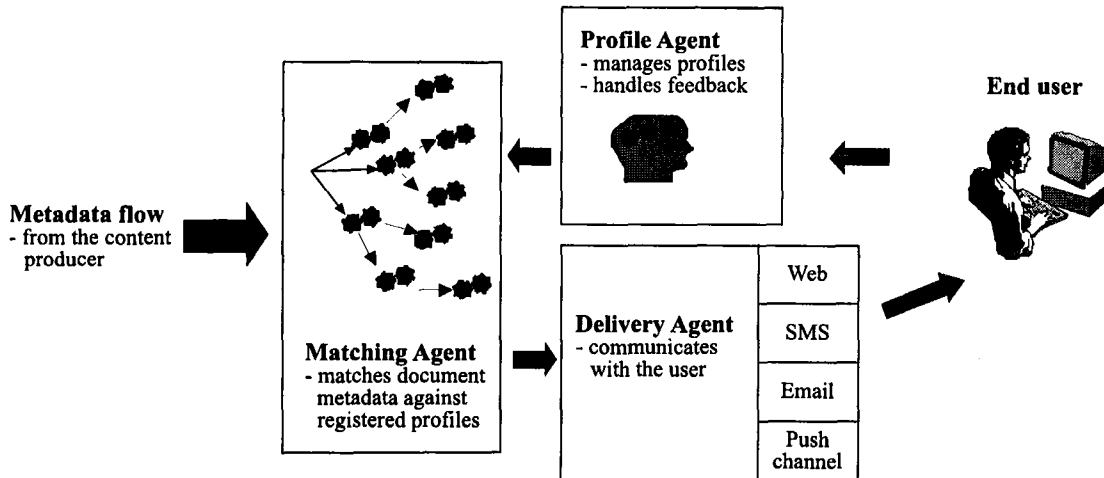 Metadata flow
- from the content
producer
Matching Agent
- matches document
metadata against
registered profiles
Profile Agent
- manages profiles
- handles feedback
Delivery Agent
- communicates
with the user
Web
SMS
Email
Push
channel
End user